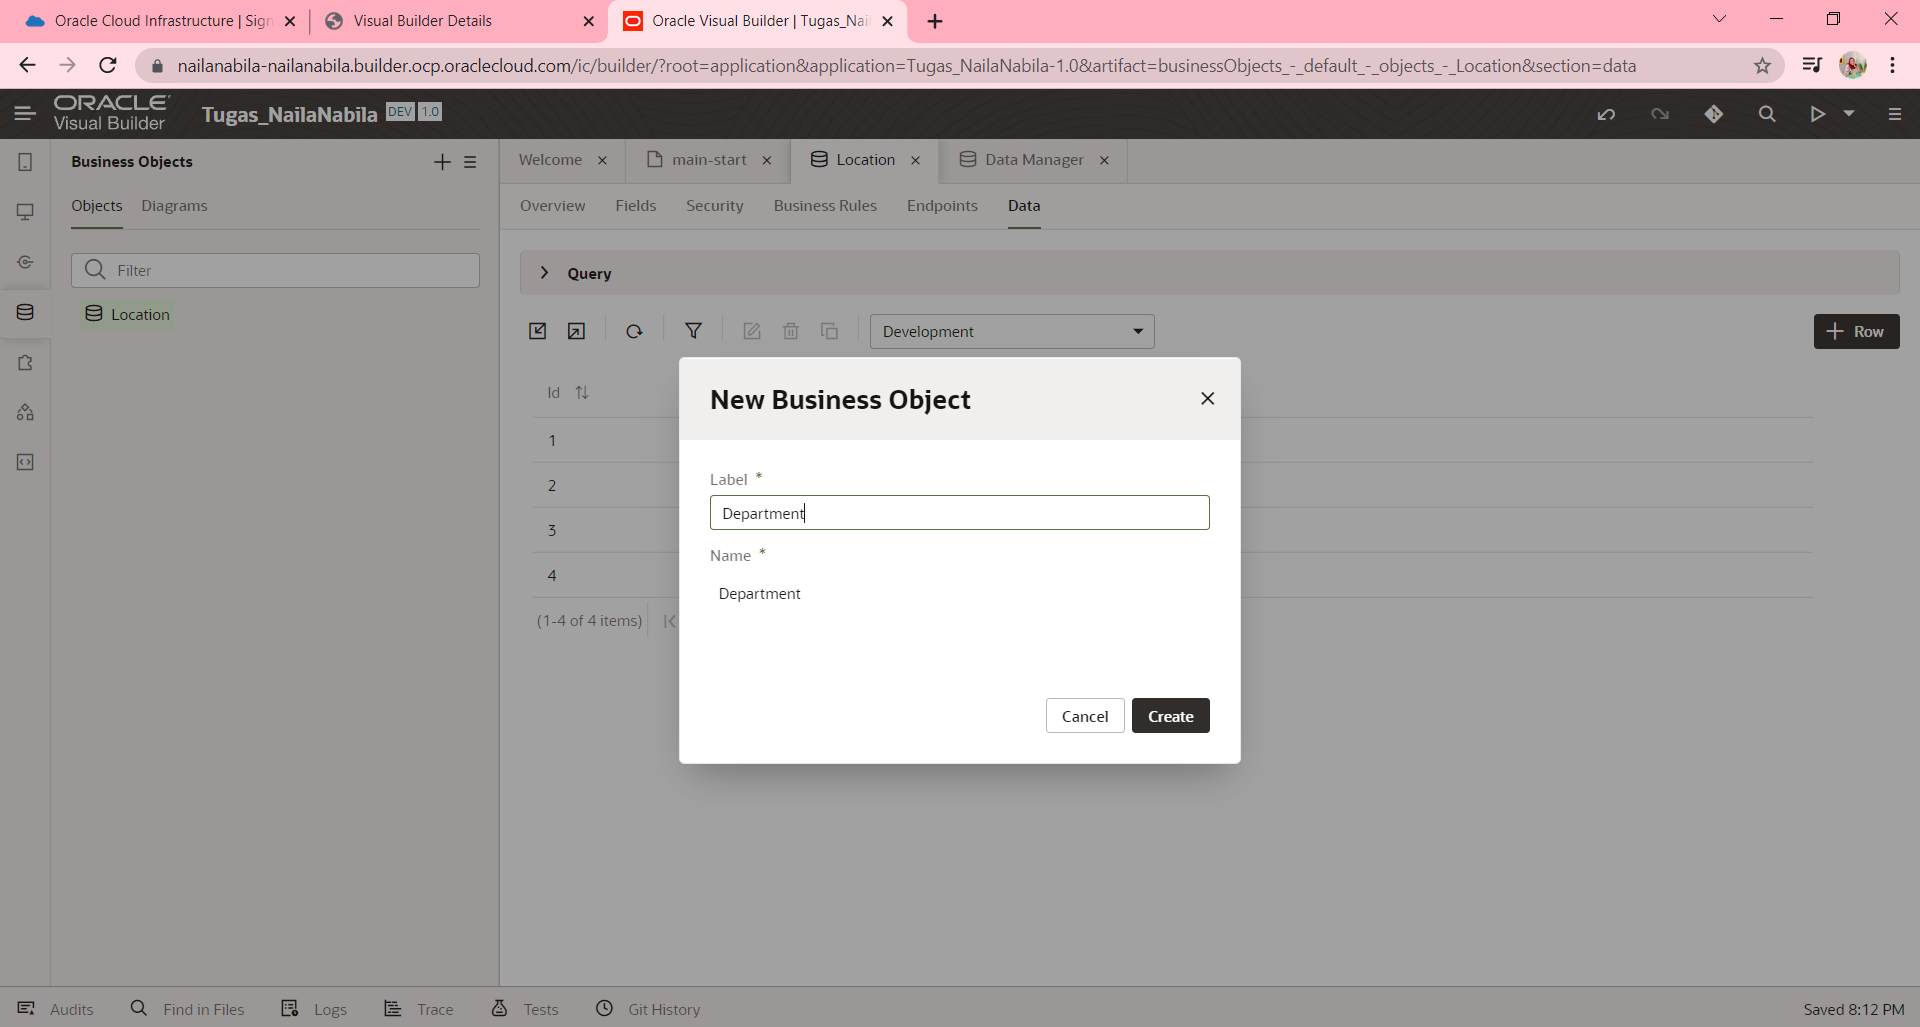 Oracle Cloud Infrastructure | Sign
Visual Builder Details
Oracle Visual Builder | Tugas_Nail
nailanabila-nailanabila.builder.ocp.oraclecloud.com/ic/builder/?root=application&application=Tugas_NailaNabila-1.0&artifact=businessObjects_-_default_-_objects_-_Location&section=data
ORACLE
Visual Builder
Tugas_NailaNabila DEV 1.0
Business Objects
Welcome
main-start
Location
Data Manager
Objects
Diagrams
Overview
Fields
Security
Business Rules
Endpoints
Data
Filter
Query
Location
Development
Row
New Business Object
Id
Label *
1
Department
2
Name *
3
Department
4
(1-4 of 4 items)
Cancel
Create
Audits
Find in Files
Logs
Trace
Tests
Git History
Saved 8:12 PM